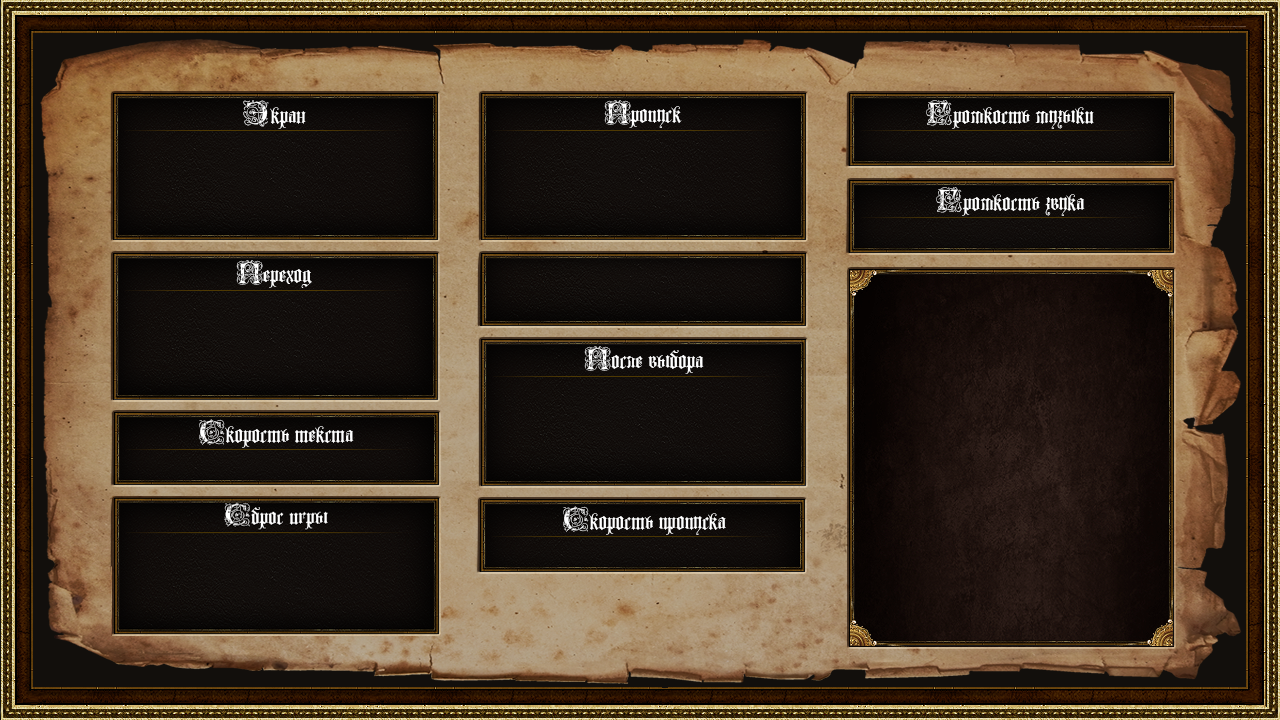 Экран
Переход
Скорость текста
Сброс игры
Пропуск
После выбора
Скорость пропуска
Громкость музыки
Громкость звука